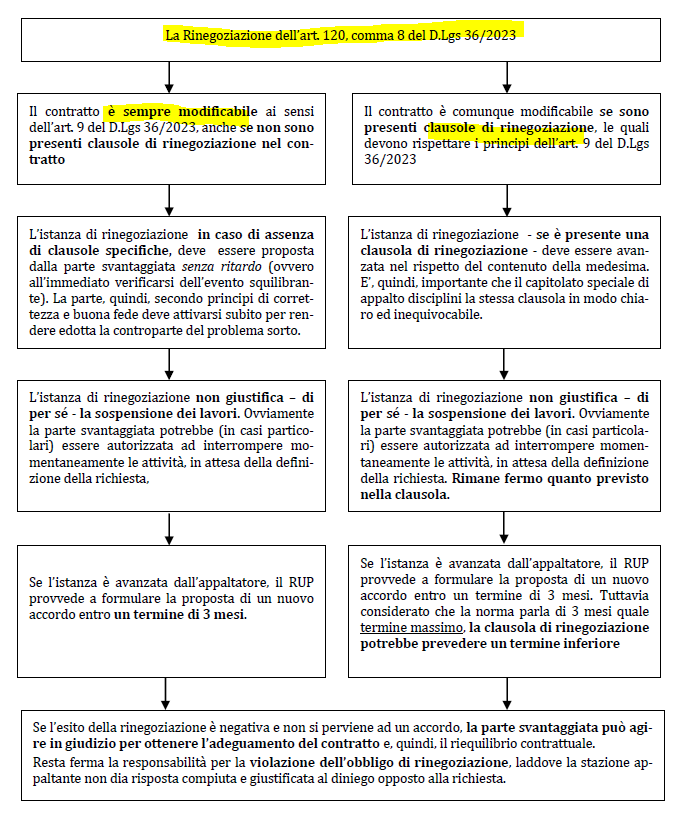 La Rinegoziazione dell'art. 120, comma 8 del D.Lgs 36/2023
Il contratto è sempre modificabile ai sensi
dell'art. 9 del D.Lgs 36/2023, anche se non sono
presenti clausole di rinegoziazione nel con-
tratto
Il contratto è comunque modificabile se sono
presenti clausole di rinegoziazione, le quali
devono rispettare i principi dell'art. 9 del D.Lgs
36/2023
L'istanza di rinegoziazione in caso di assenza
di clausole specifiche, deve essere proposta
dalla parte svantaggiata senza ritardo (ovvero
all'immediato verificarsi dell'evento squilibran-
te). La parte, quindi, secondo principi di corret-
tezza e buona fede deve attivarsi subito per ren-
dere edotta la controparte del problema sorto.
L'istanza di rinegoziazione - se è presente una
clausola di rinegoziazione - deve essere avan-
zata nel rispetto del contenuto della medesima.
E', quindi, importante che il capitolato speciale di
appalto disciplini la stessa clausola in modo chia-
ro ed inequivocabile.
L'istanza di rinegoziazione non giustifica – di
per sé - la sospensione dei lavori. Ovviamente
la parte svantaggiata potrebbe (in casi partico-
lari) essere autorizzata ad interrompere mo-
mentaneamente le attività, in attesa della defini-
zione della richiesta,
L'istanza di rinegoziazione non giustifica – di
per sé - la sospensione dei lavori. Ovviamente
la parte svantaggiata potrebbe (in casi particola-
ri) essere autorizzata ad interrompere momen-
taneamente le attività, in attesa della definizione
della richiesta. Rimane fermo quanto previsto
nella clausola.
Se l'istanza è avanzata dall'appaltatore, il RUP
provvede a formulare la proposta di un nuovo
accordo entro un termine di 3 mesi.
Se l'istanza è avanzata dall'appaltatore, il RUP
provvede a formulare la proposta di un nuovo
accordo entro un termine di 3 mesi. Tuttavia
considerato che la norma parla di 3 mesi quale
termine massimo, la clausola di rinegoziazione
potrebbe prevedere un termine inferiore
Se l'esito della rinegoziazione è negativa e non si perviene ad un accordo, la parte svantaggiata può agi-
re in giudizio per ottenere l'adeguamento del contratto e, quindi, il riequilibrio contrattuale.
Resta ferma la responsabilità per la violazione dell'obbligo di rinegoziazione, laddove la stazione ap-
paltante non dia risposta compiuta e giustificata al diniego opposto alla richiesta.